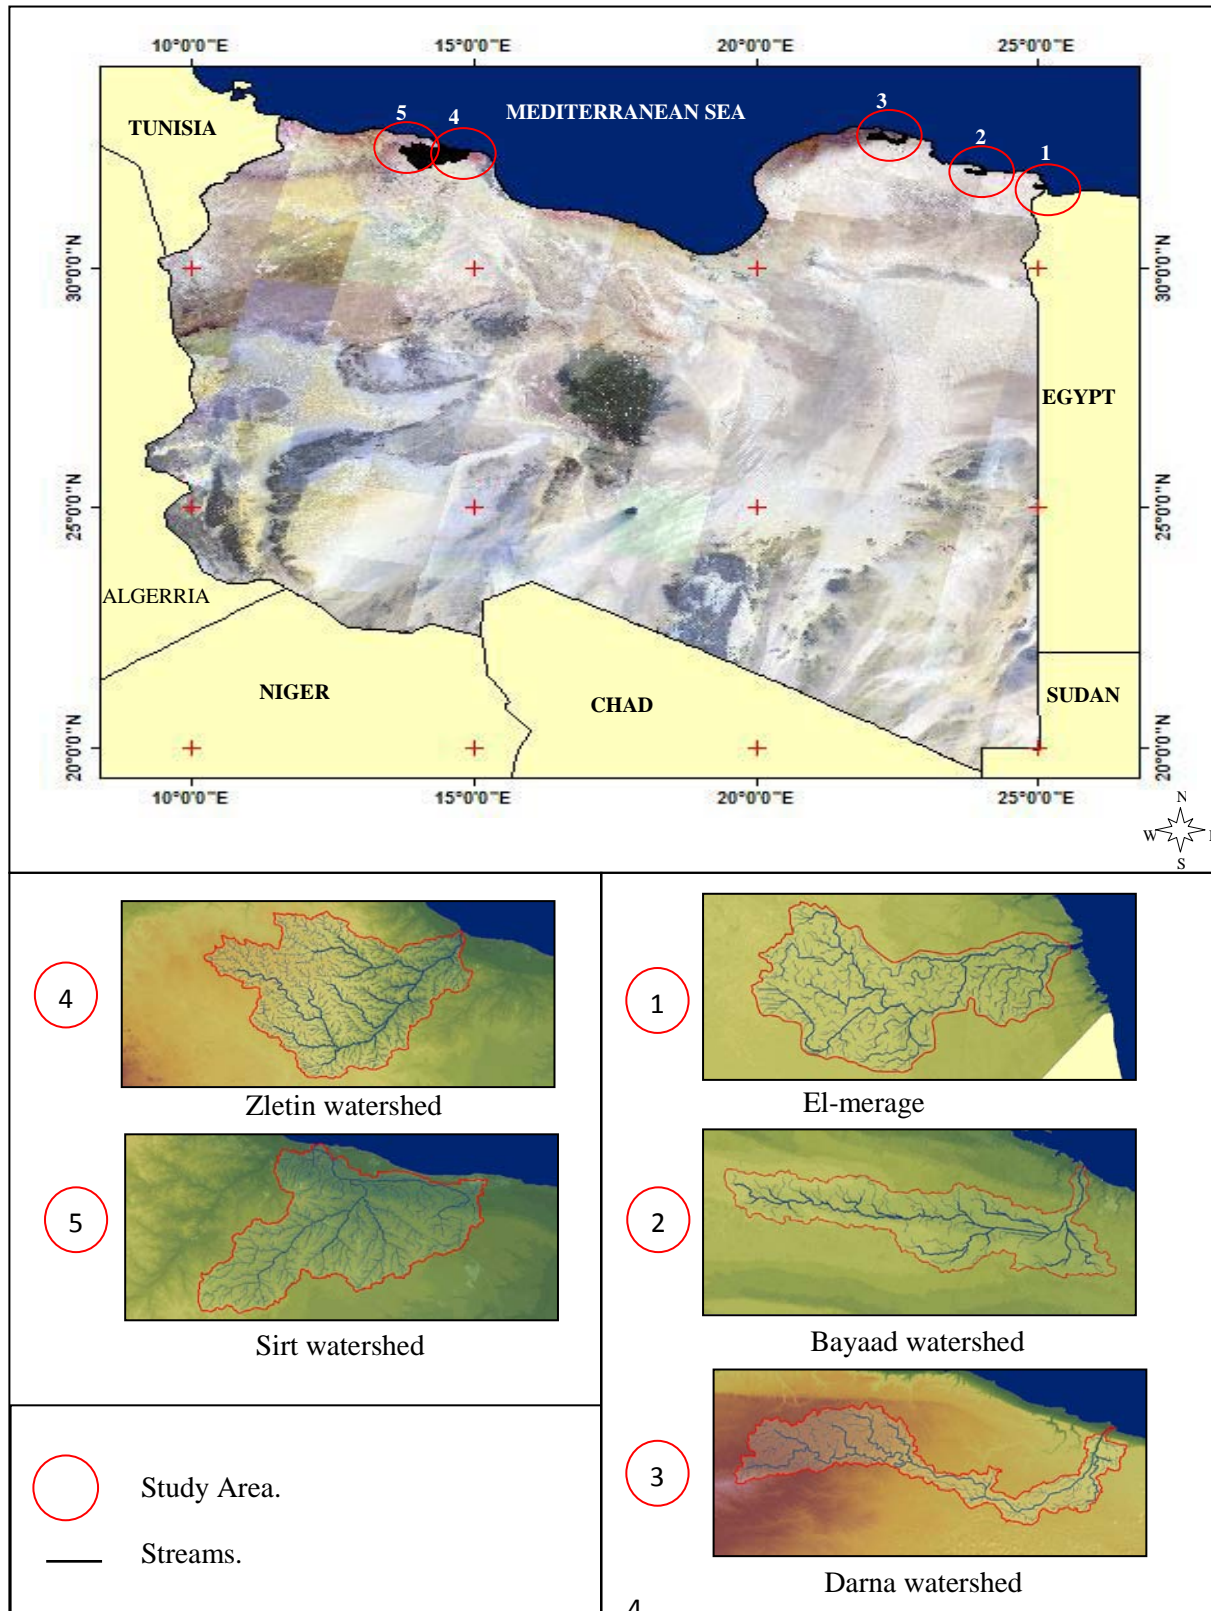 10°0'0"E 15°0'0"E 20°0'0"E 25°0'0"E
5 4 MEDITERRANEAN SEA 3
TUNISIA
2
1
30°0'0"N 30°0'0"N
EGYPT
25°0'0"N 25°0'0"N
ALGERRIA
NIGER CHAD SUDAN
20°0'0"N 20°0'0"N
10°0'0"E 15°0'0"E 20°0'0"E 25°0'0"E
N
W
S
4
Zletin watershed
5
Sirt watershed
1
El-merage
2
Bayaad watershed
3
Darna watershed
Study Area.
Streams.
4